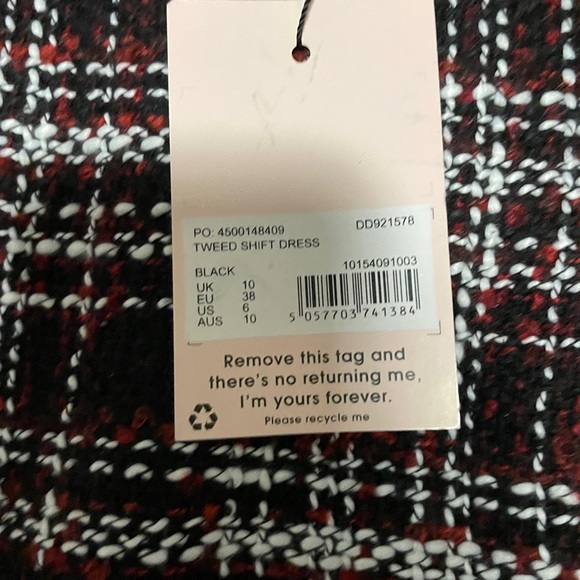 PO: 4500148409 DD921578
TWEED SHIFT DRESS
BLACK 10154091003
UK 10
EU 38
US 6
AUS 10
5 057703 741384
Remove this tag and
there's no returning me,
I'm yours forever.
Please recycle me